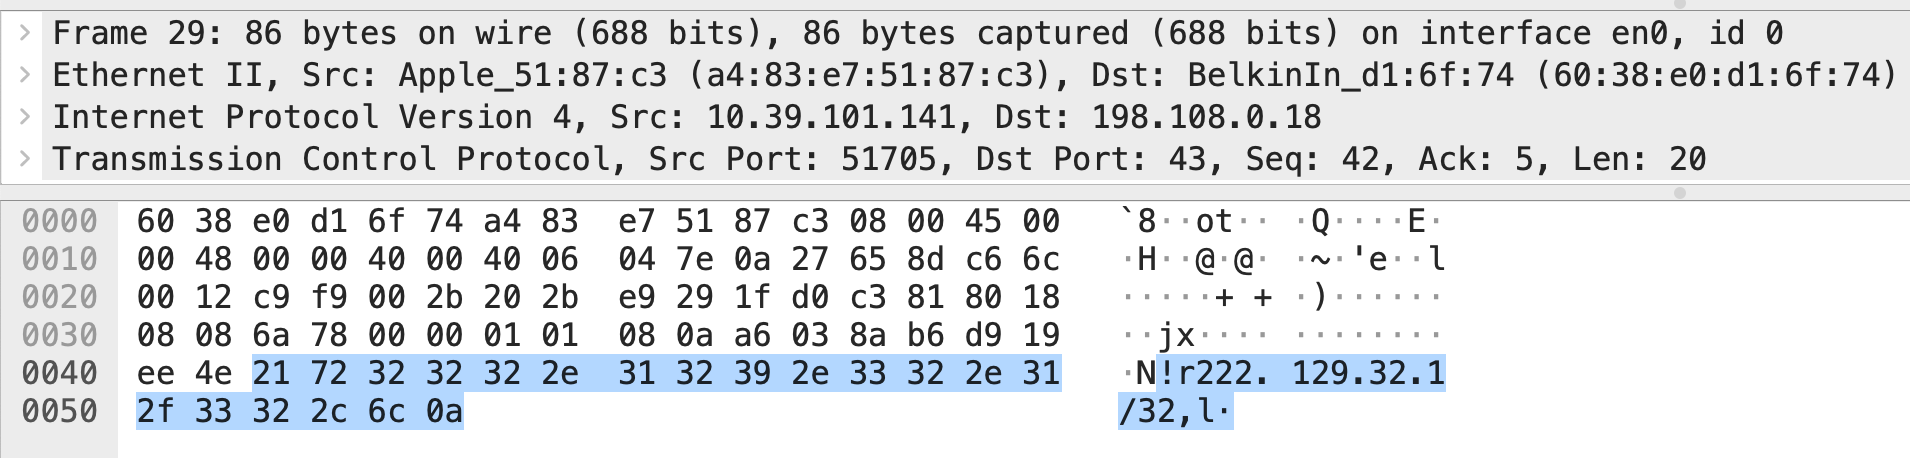 Frame 29: 86 bytes on wire (688 bits), 86 bytes captured (688 bits) on interface en0, id 0
Ethernet II, Src: Apple_51:87:c3 (a4:83:e7:51:87:c3), Dst: BelkinIn_d1:6f:74 (60:38:e0:d1:6f:74)
Internet Protocol Version 4, Src: 10.39.101.141, Dst: 198.108.0.18
Transmission Control Protocol, Src Port: 51705, Dst Port: 43, Seq: 42, Ack: 5, Len: 20
0000 60 38 e0 d1 6f 74 a4 83 e7 51 87 c3 08 00 45 00 `8··ot·· ·Q····E·
0010 00 48 00 00 40 00 40 06 04 7e 0a 27 65 8d c6 6c ·H··@·@· ·~·'e··l
0020 00 12 c9 f9 00 2b 20 2b e9 29 1f d0 c3 81 80 18 ·····+ + ·)······
0030 08 08 6a 78 00 00 01 01 08 0a a6 03 8a b6 d9 19 ··jx···· ········
0040 ee 4e 21 72 32 32 32 2e 31 32 39 2e 33 32 2e 31 ·N!r222. 129.32.1
0050 2f 33 32 2c 6c 0a /32,l·